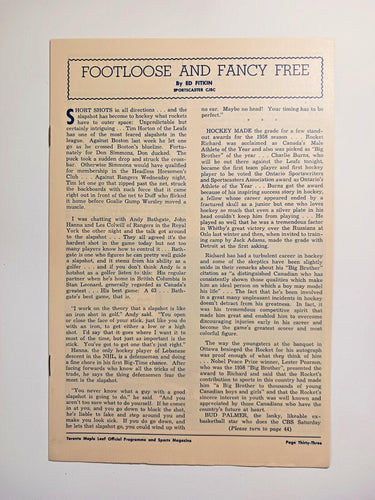 FOOTLOOSE AND FANCY FREE
By ED FITKIN
SPORTSCASTER CJBC
SHORT SHOTS in all directions . . . and the
slapshot has become to hockey what rockets
have to outer space: Unpredictable but
certainly intriguing . . . Tim Horton of the Leafs
has one of the most feared slapshots in the
league. Against Boston last week he let one
go as he crossed Boston's blueline. Fortu-
nately for Don Simmons, Don ducked. The
puck took a sudden drop and struck the cross-
bar. Otherwise Simmons would have qualified
for membership in the Headless Horsemen's
Club . . . Against Rangers Wednesday night,
Tim let one go that tipped past the net, struck
the backboards with such force that it came
right out in front of the net that Duff who flicked
it home before Goalie Gump Worsley moved a
muscle.
I was chatting with Andy Bathgate, John
Hanna and Les Colwill of Rangers in the Royal
York the other night and the talk got around
to the slapshot . . . They all agreed it's the
hardest shot in the game today but not too
many players know how to control it . . . Bath-
gate is one who figures he can pretty well guide
a slapshot, and it stems from his ability as a
golfer . . . and if you don't think Andy is a
hotshot as a golfer listen to this: His regular
partner when he's home in British Columbia is
Stan Leonard, generally regarded as Canada's
greatest . . . His best game: A 63 . . . Bath-
gate's best game, that is.
"I work on the theory that a slapshot is like
an iron shot in golf," Andy said. "You open
or close the face of your stick, just like you do
with an iron, to get either a low or a high
shot. I'd say that it goes where I want it to
most of the time, but just as important is the
stick. You've got to get one that's just right."
Hanna, the only hockey player of Lebanese
descent in the NHL, is a defenseman and doing
a fine chore in his first Big-Time chance. After
facing forwards who know all the tricks of the
trade, he says the thing defensemen fear the
most is the slapshot.
"You never know what a guy with a good
slapshot is going to do," he said. "And you
aren't too sure what to do yourself. If he comes
in at you, and you go down to block the shot,
he's liable to fake and step around you and
make you look sick. If you do go down, and
he lets that slapshot go, you could wind up with
no ear. Maybe no head! Your timing has to be
perfect."
* * *
HOCKEY MADE the grade for a few stand-
out awards for the 1958 season . . . Rocket
Richard was acclaimed as Canada's Male
Athlete of the Year and he also was picked "Big
Brother" of the year . . . Charlie Burns, who
will be out there against the Leafs tonight,
became the first team player and first hockey
player to be voted the Ontario Sportswriters
and Sportscasters Association award as Ontario's
Athlete of the Year . . . Burns got the award
because of his inspiring success story in hockey,
a fellow whose career appeared ended by a
fractured skull as a junior but one who loves
hockey so much that even a silver plate in his
head couldn't keep him from playing . . . He
played so well that he was a tremendous factor
in Whitby's great victory over the Russians at
Oslo last winter and then, when invited to train-
ing camp by Jack Adams, made the grade with
Detroit at the first asking.
Richard has had a turbulent career in hockey
and some of the skeptics have been slightly
snide in their remarks about his "Big Brother"
citation as "a distinguished Canadian who has
consistently shown those qualities which make
him an ideal person on which a boy may model
his life" . . . The fact that he's been involved
in a great many unpleasant incidents in hockey
doesn't detract from his greatness. In fact, it
was his tremendous competitive spirit that
made him great and enabled him to overcome
discouraging injuries early in his career and
become the game's greatest scorer and most
colorful figure.
The way the youngsters at the banquet in
Ottawa besieged the Rocket for his autograph
was proof enough of what they think of him
. . . Nobel Peace Prize winner, Lester Pearson,
who was the 1958 "Big Brother", presented the
award to Richard and said that the Rocket's
contribution to sports in this country had made
him "a Big Brother to thousands of young
Canadian boys and girls" and that the Rocket's
sincere interest in youth was well known and
appreciated by those Canadians who have the
country's future at heart.
BUD PALMER, the lanky, likeable ex-
basketball star who does the CBS Saturday
(Please turn to page 44)
Toronto Maple Leaf Official Programme and Sports Magazine
Page Thirty-Three